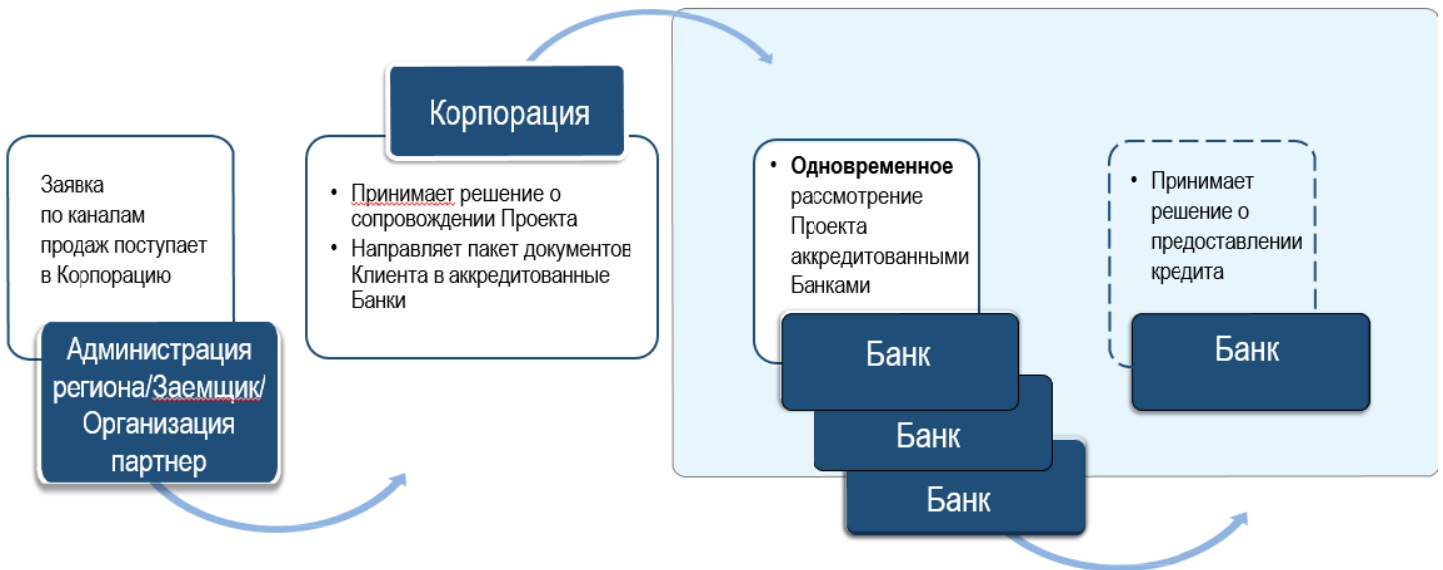 Заявка
по каналам
продаж поступает
в Корпорацию
Администрация
региона/Заемщик/
Организация
партнер
Корпорация
• Принимает решение о
сопровождении Проекта
• Направляет пакет документов
Клиента в аккредитованные
Банки
• Одновременное
рассмотрение
Проекта
аккредитованными
Банками
Банк
Банк
Банк
• Принимает
решение о
предоставлении
кредита
Банк